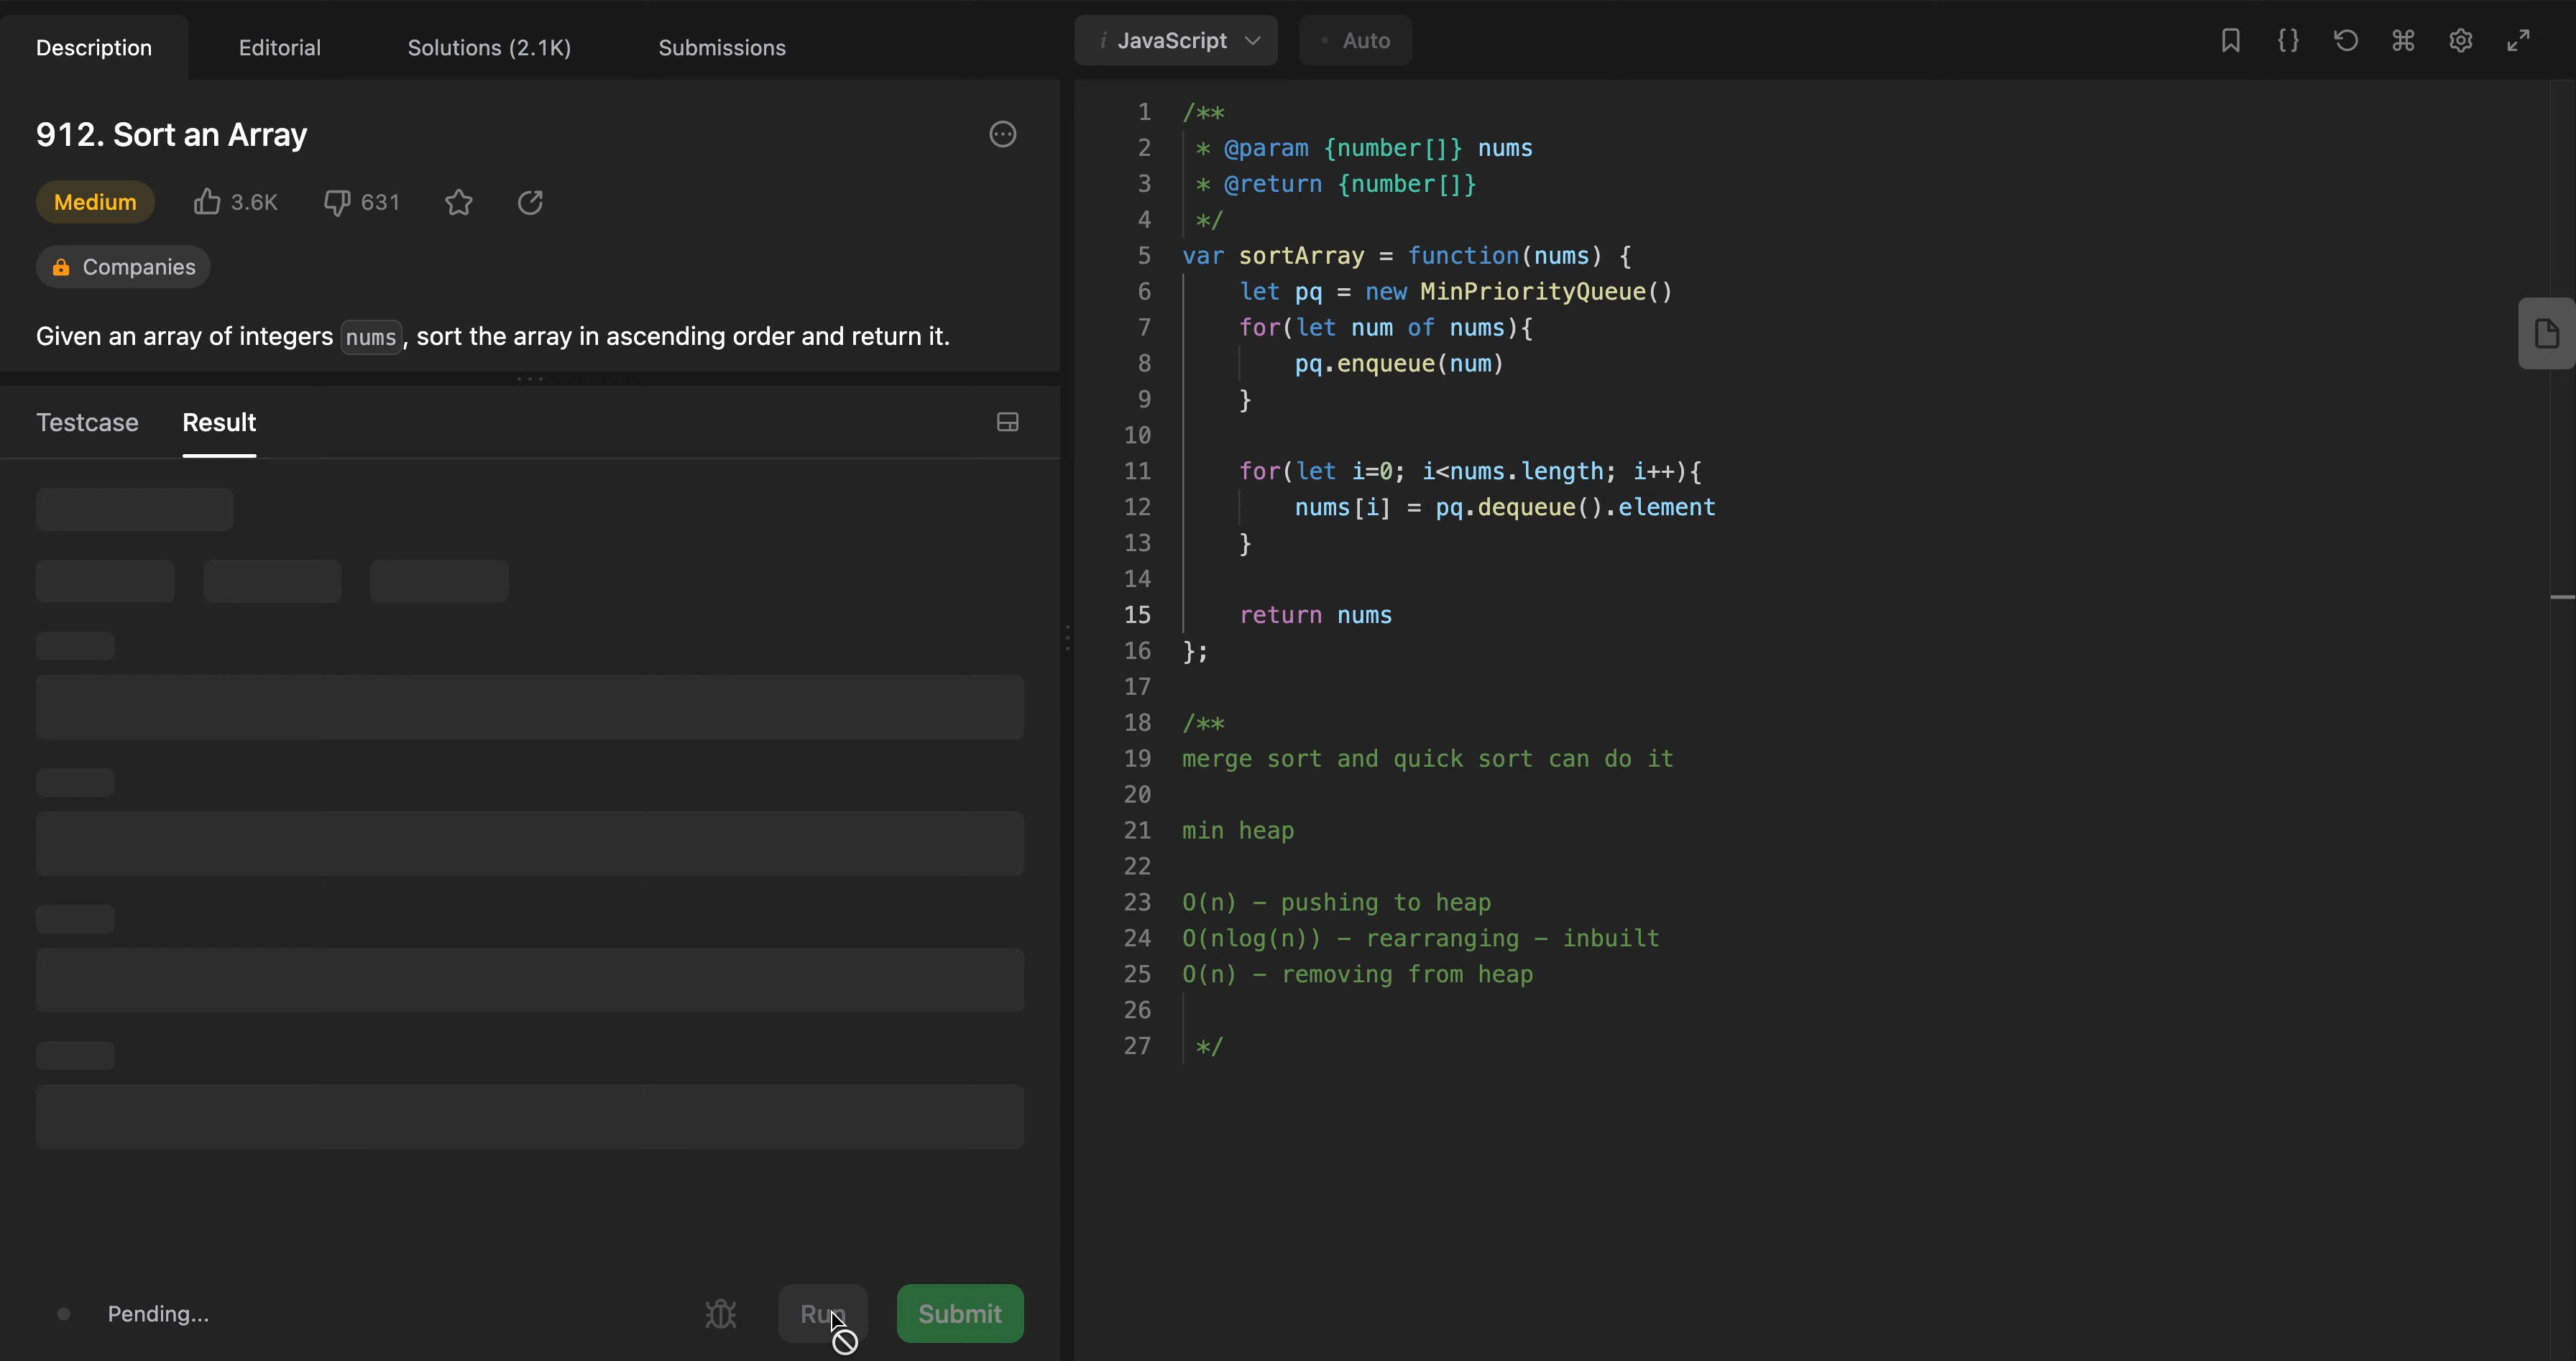 Description Editorial Solutions (2.1K) Submissions
912. Sort an Array
Medium 3.6K 631
Companies
Given an array of integers nums, sort the array in ascending order and return it.
Testcase Result
Pending...
Run Submit
i JavaScript Auto
1 /**
2 * @param {number[]} nums
3 * @return {number[]}
4 */
5 var sortArray = function(nums) {
6 let pq = new MinPriorityQueue()
7 for(let num of nums){
8 pq.enqueue(num)
9 }
10
11 for(let i=0; i<nums.length; i++){
12 nums[i] = pq.dequeue().element
13 }
14
15 return nums
16 };
17
18 /**
19 merge sort and quick sort can do it
20
21 min heap
22
23 O(n) – pushing to heap
24 O(nlog(n)) – rearranging – inbuilt
25 O(n) – removing from heap
26
27 */